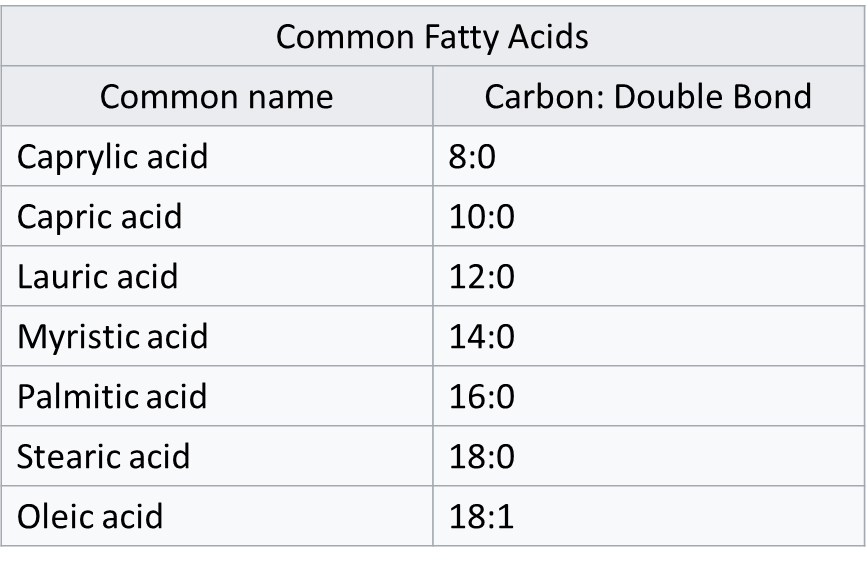 Common Fatty Acids
Common name Carbon: Double Bond
Caprylic acid 8:0
Capric acid 10:0
Lauric acid 12:0
Myristic acid 14:0
Palmitic acid 16:0
Stearic acid 18:0
Oleic acid 18:1